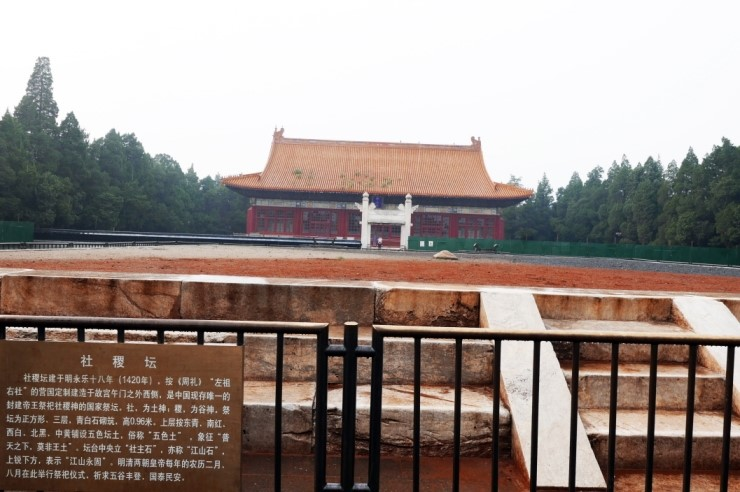 社稷坛
社稷坛建于明永乐十八年（1420年），按《周礼》“左祖
右社”的营国定制建造于故宫午门之外西侧，是中国现存唯一的
封建帝王祭祀社稷神的国家祭坛，社，为土神，稷，为谷神，祭
坛为正方形，三层，青白石砌筑，高0.96米，上层按东青、南红、
西白、北黑、中黄铺设五色坛土，俗称“五色土”，象征“普
天之下，莫非王土”、坛台中央立“社主石”，亦称“江山石”，
上锐下方，表示“江山永固”，明清两朝皇帝每年的农历二月、
八月在此举行祭祀仪式，祈求五谷丰登、国泰民安。